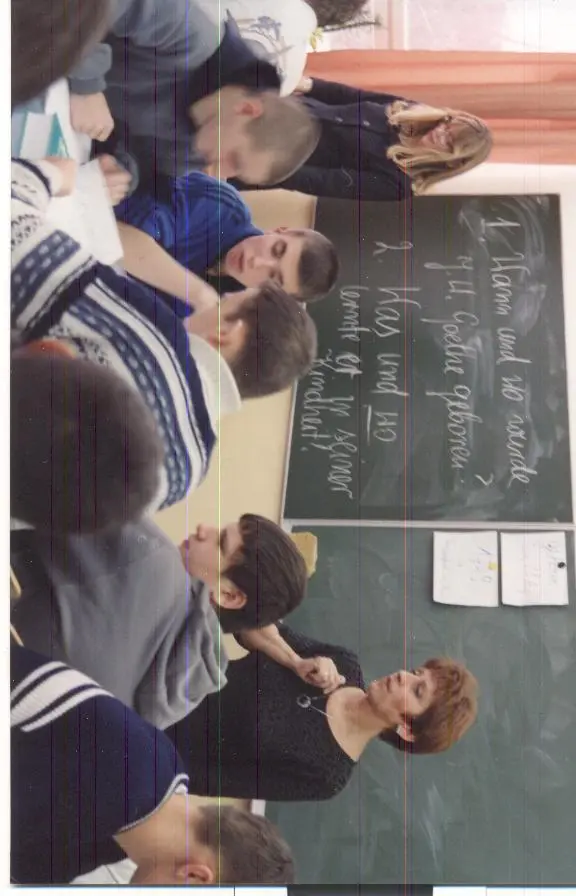 1. Wann und wo wurde
J. W. Goethe geboren?
2. Was und wo
lernte er in seiner
Kindheit?